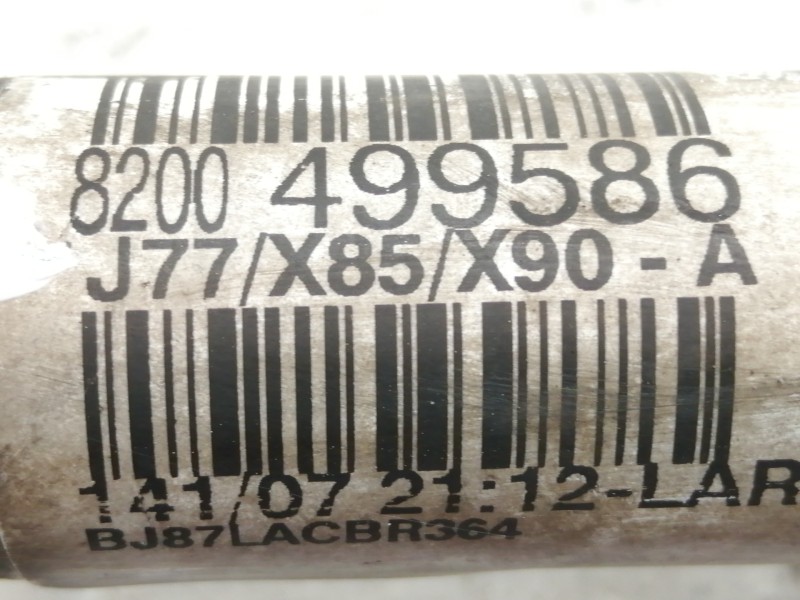 8200 499586
J77/X85/X90 - A
141/07 21:12-LAR
BJ87LACBR364